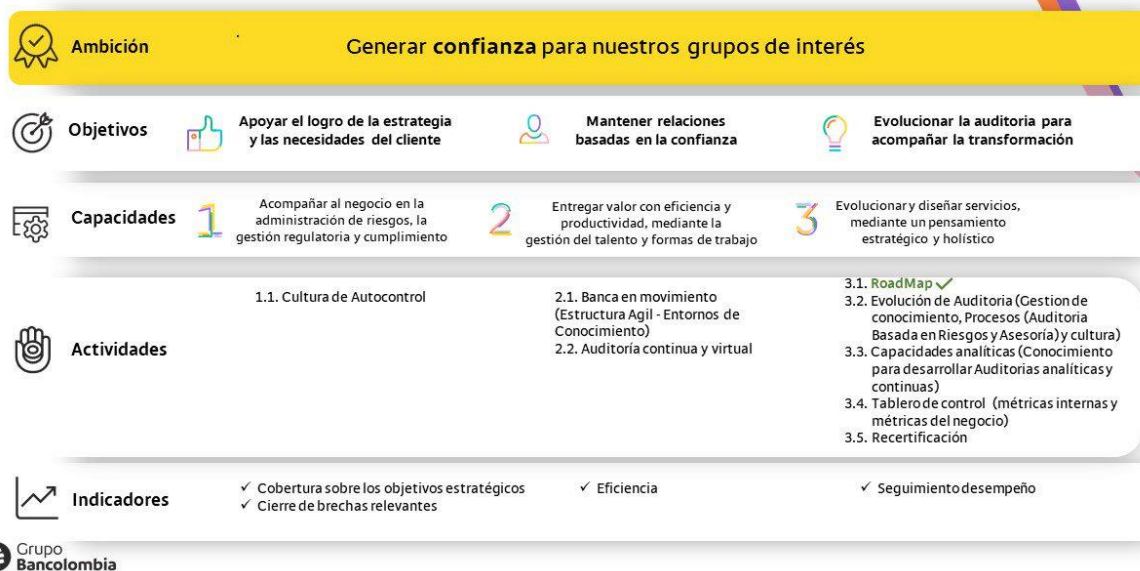 Ambición
Generar confianza para nuestros grupos de interés
Objetivos
Apoyar el logro de la estrategia
y las necesidades del cliente
Mantener relaciones
basadas en la confianza
Evolucionar la auditoria para
acompañar la transformación
Capacidades
1
Acompañar al negocio en la
administración de riesgos, la
gestión regulatoria y cumplimiento
2
Entregar valor con eficiencia y
productividad, mediante la
gestión del talento y formas de trabajo
3
Evolucionar y diseñar servicios,
mediante un pensamiento
estratégico y holístico
Actividades
1.1. Cultura de Autocontrol
2.1. Banca en movimiento
(Estructura Agil - Entornos de
Conocimiento)
2.2. Auditoría continua y virtual
3.1. RoadMap ✓
3.2. Evolución de Auditoria (Gestion de
conocimiento, Procesos (Auditoria
Basada en Riesgos y Asesoría) y cultura)
3.3. Capacidades analíticas (Conocimiento
para desarrollar Auditorias analíticas y
continuas)
3.4. Tablero de control (métricas internas y
métricas del negocio)
3.5. Recertificación
Indicadores
✓ Cobertura sobre los objetivos estratégicos
✓ Cierre de brechas relevantes
✓ Eficiencia
✓ Seguimiento desempeño
Grupo
Bancolombia